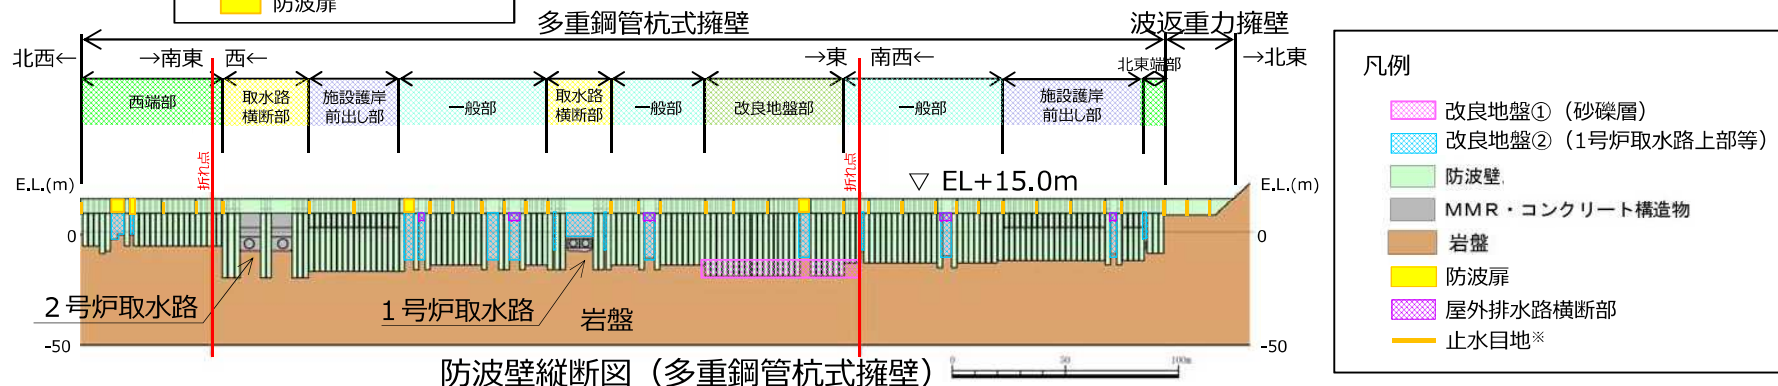 防波扉
多重鋼管杭式擁壁
波返重力擁壁
北西←
→南東
西←
→東
南西←
北東端部
→北東
西端部
取水路
横断部
施設護岸
前出し部
一般部
取水路
横断部
一般部
改良地盤部
一般部
施設護岸
前出し部
折れ点
折れ点
E.L.(m)
▽ EL+15.0m
E.L.(m)
0
0
2号炉取水路
1号炉取水路
岩盤
-50
-50
防波壁縦断図（多重鋼管杭式擁壁）
0
50
100m
凡例
改良地盤①（砂礫層）
改良地盤②（1号炉取水路上部等）
防波壁
MMR・コンクリート構造物
岩盤
防波扉
屋外排水路横断部
止水目地※